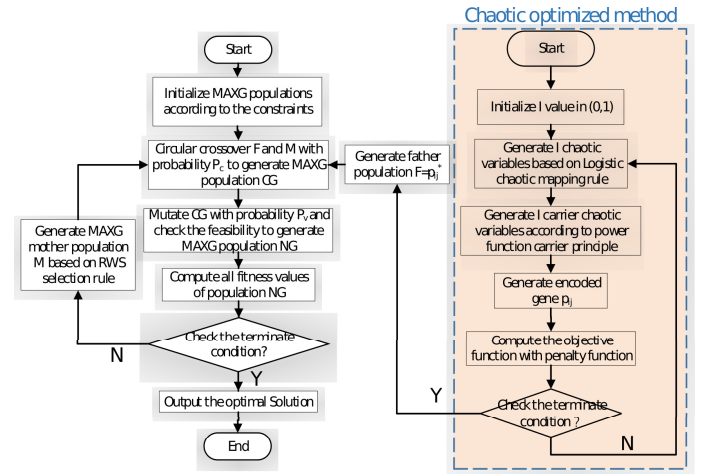 Chaotic optimized method
Start
Initialize MAXG populations
according to the constraints
Circular crossover F and M with
probability Pc to generate MAXG
population CG
Mutate CG with probability Pv and
check the feasibility to generate
MAXG population NG
Compute all fitness values
of population NG
Check the terminate
condition?
N
Y
Output the optimal Solution
End
Generate MAXG
mother population
M based on RWS
selection rule
Generate father
population F=pij*
Start
Initialize I value in (0,1)
Generate I chaotic
variables based on Logistic
chaotic mapping rule
Generate I carrier chaotic
variables according to power
function carrier principle
Generate encoded
gene pij
Compute the objective
function with penalty function
Check the terminate
condition ?
Y
N